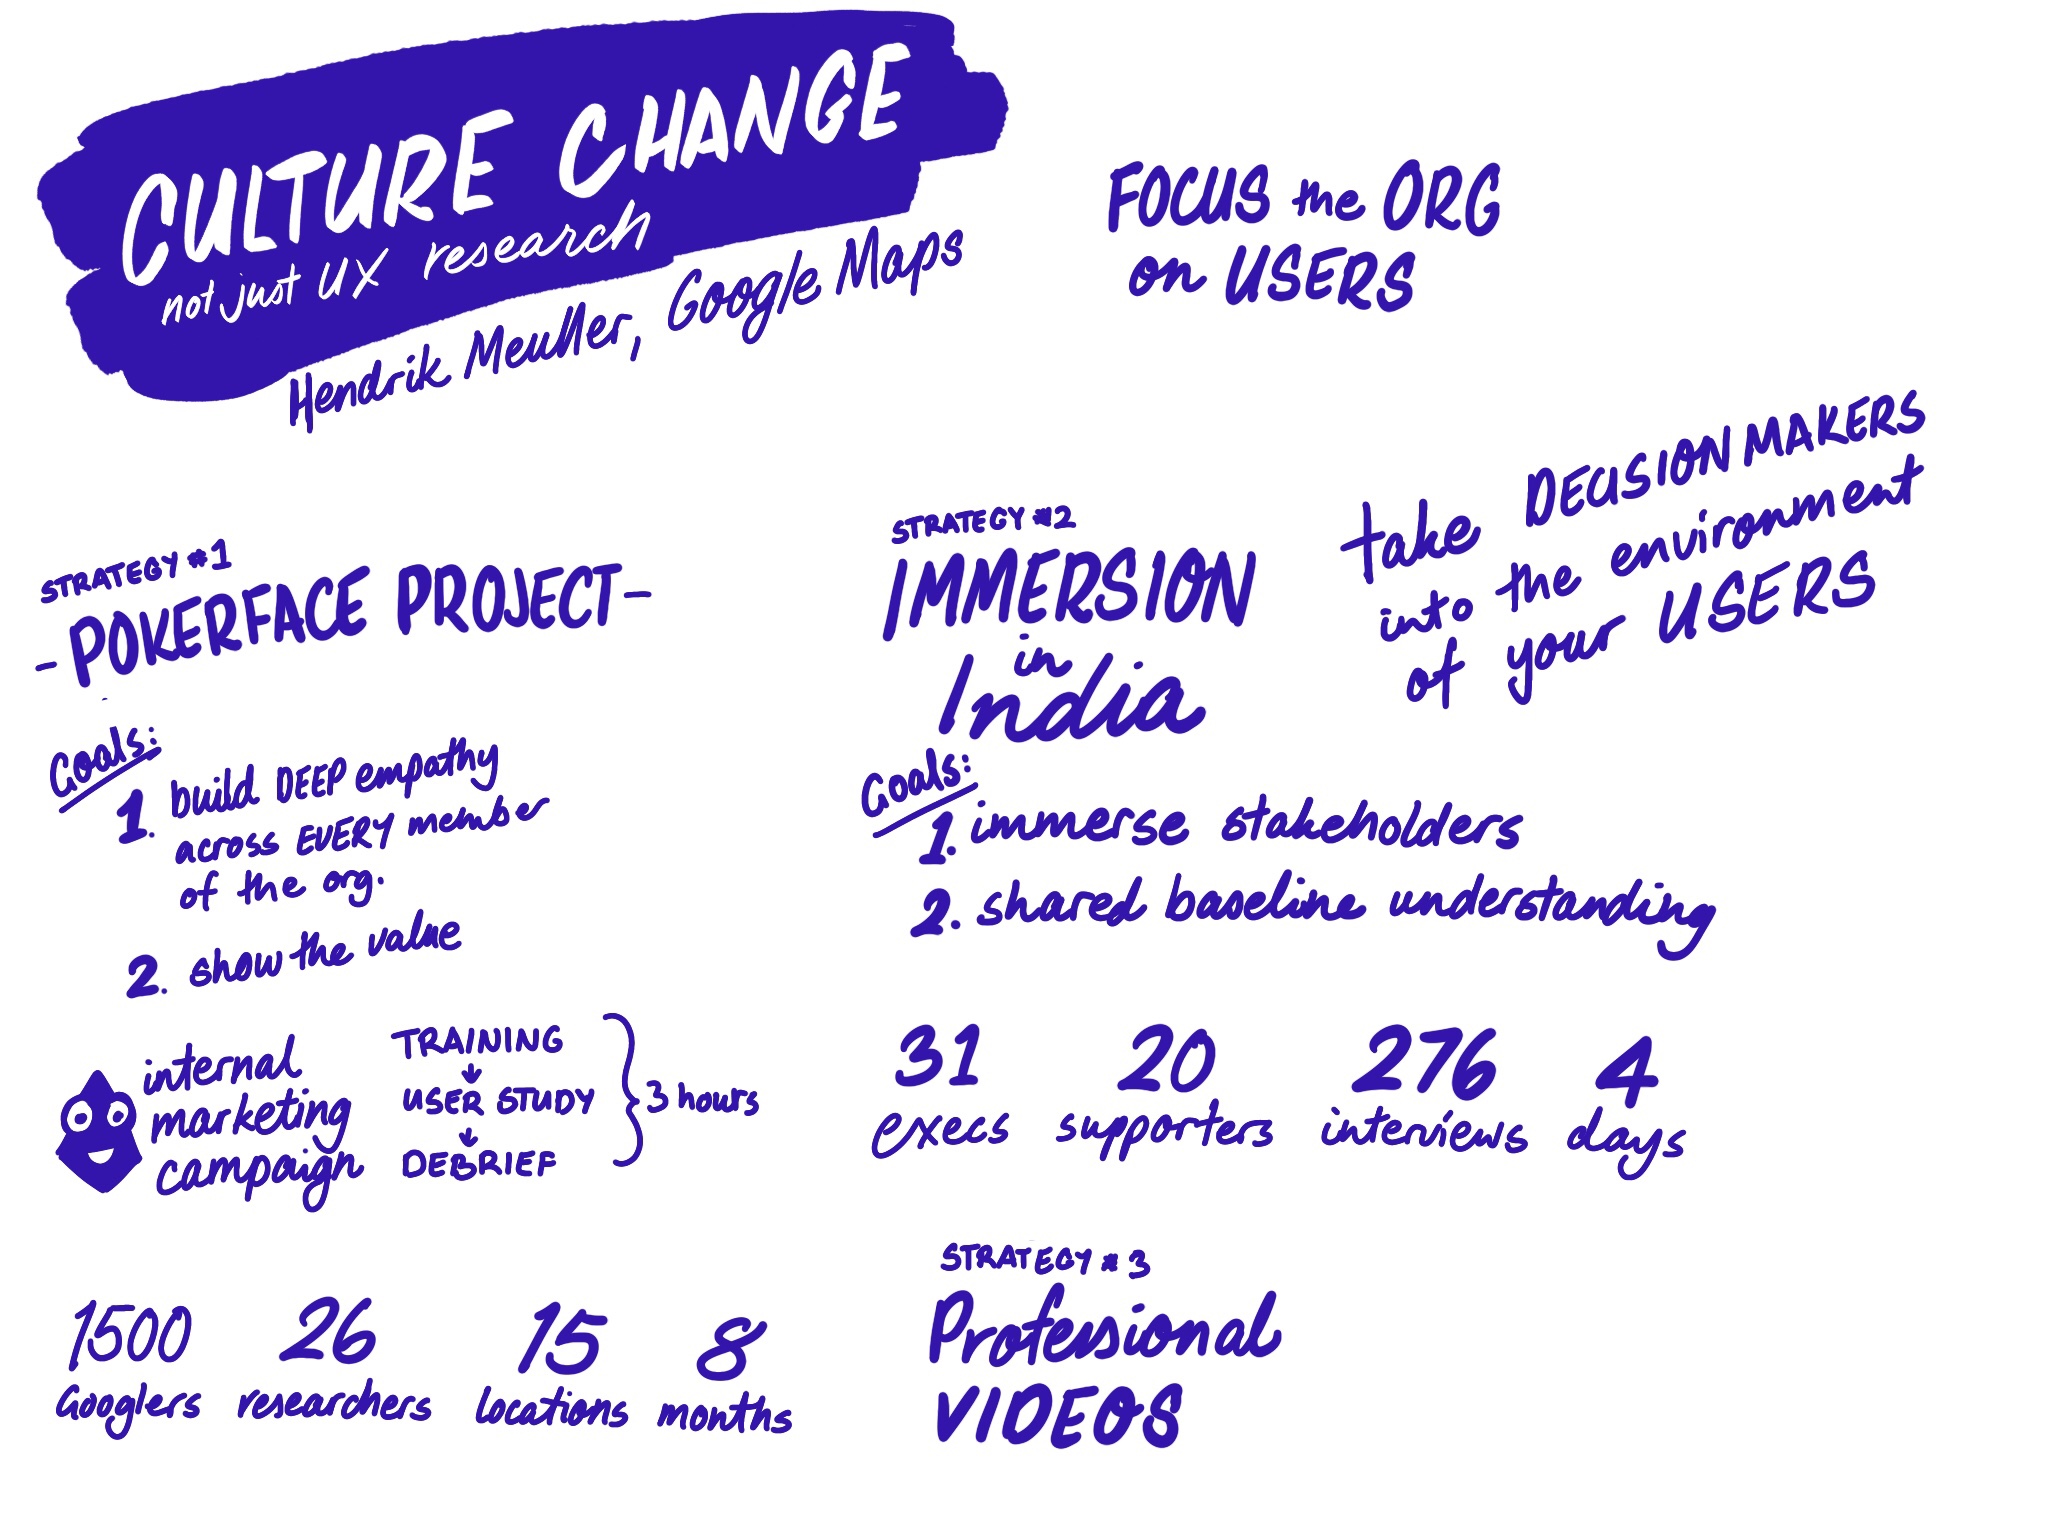 CULTURE CHANGE
not just UX research
Hendrik Meuller, Google Maps
FOCUS the ORG
on USERS
STRATEGY #1
- POKERFACE PROJECT -
Goals:
1. build DEEP empathy
across EVERY member
of the org.
2. show the value
internal
marketing
campaign
TRAINING
↓
USER STUDY
↓
DEBRIEF
3 hours
1500
Googlers
26
researchers
15
locations
8
months
STRATEGY #2
IMMERSION
in
India
take DECISION MAKERS
into the environment
of your USERS
Goals:
1. immerse stakeholders
2. shared baseline understanding
31
execs
20
supporters
276
interviews
4
days
STRATEGY #3
Professional
VIDEOS